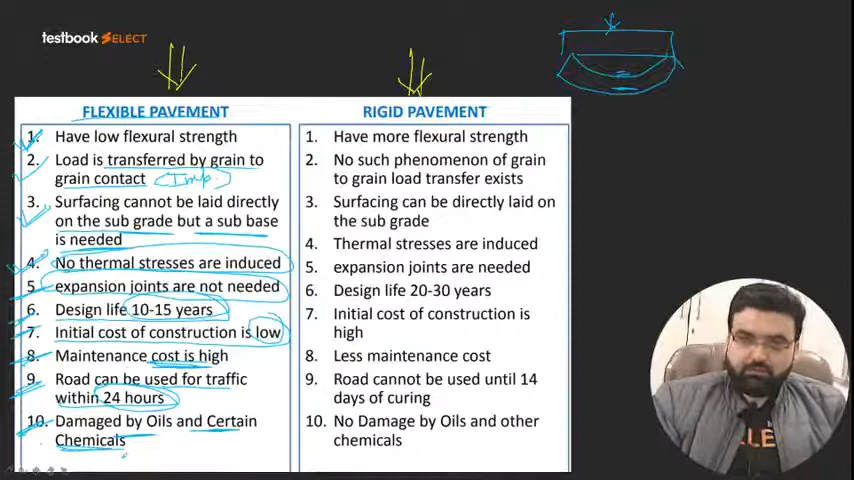 testbook SELECT
FLEXIBLE PAVEMENT
1. Have low flexural strength
2. Load is transferred by grain to
grain contact (Imp.)
3. Surfacing cannot be laid directly
on the sub grade but a sub base
is needed
4. No thermal stresses are induced
5. expansion joints are not needed
6. Design life 10-15 years
7. Initial cost of construction is low
8. Maintenance cost is high
9. Road can be used for traffic
within 24 hours
10. Damaged by Oils and Certain
Chemicals
RIGID PAVEMENT
1. Have more flexural strength
2. No such phenomenon of grain
to grain load transfer exists
3. Surfacing can be directly laid on
the sub grade
4. Thermal stresses are induced
5. expansion joints are needed
6. Design life 20-30 years
7. Initial cost of construction is
high
8. Less maintenance cost
9. Road cannot be used until 14
days of curing
10. No Damage by Oils and other
chemicals
ELE